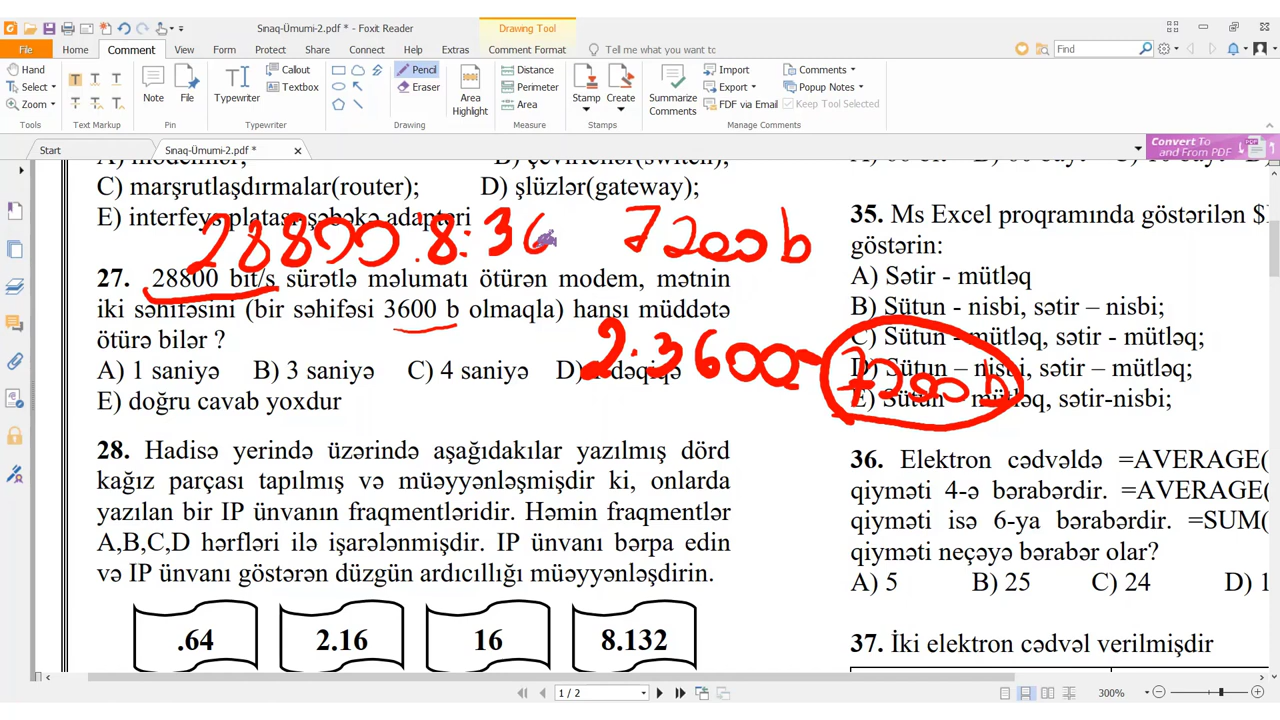 Sınaq-Ümumi-2.pdf * - Foxit Reader
Drawing Tool
File Home Comment View Form Protect Share Connect Help Extras Comment Format Tell me what you want tc Find
Hand
Select
Zoom
Tools
Text Markup
Note
File
Pin
Typewriter
Callout
Textbox
Typewriter
Pencil
Eraser
Drawing
Area
Highlight
Distance
Perimeter
Area
Measure
Stamp
Create
Stamps
Summarize
Comments
Import
Export
FDF via Email
Comments
Popup Notes
Keep Tool Selected
Manage Comments
Start
Sınaq-Ümumi-2.pdf *
Convert To
and From PDF
C) marşrutlaşdırmalar(router); D) şlüzlər(gateway);
E) interfeys platası-şəbəkə adapteri
28800:8=36 7200b
27. 28800 bit/s sürətlə məlumatı ötürən modem, mətnin
iki səhifəsini (bir səhifəsi 3600 b olmaqla) hansı müddətə
ötürə bilər ?
2·3600=7200b
A) 1 saniyə B) 3 saniyə C) 4 saniyə D) dəqiqə
E) doğru cavab yoxdur
28. Hadisə yerində üzərində aşağıdakılar yazılmış dörd
kağız parçası tapılmış və müəyyənləşmişdir ki, onlarda
yazılan bir IP ünvanın fraqmentləridir. Həmin fraqmentlər
A,B,C,D hərfləri ilə işarələnmişdir. IP ünvanı bərpa edin
və IP ünvanı göstərən düzgün ardıcıllığı müəyyənləşdirin.
.64 2.16 16 8.132
35. Ms Excel proqramında göstərilən $
göstərin:
A) Sətir - mütləq
B) Sütun - nisbi, sətir – nisbi;
C) Sütun - mütləq, sətir - mütləq;
D) Sütun – nisbi, sətir – mütləq;
E) Sütun – mütləq, sətir-nisbi;
36. Elektron cədvəldə =AVERAGE(
qiyməti 4-ə bərabərdir. =AVERAGE(
qiyməti isə 6-ya bərabərdir. =SUM(
qiyməti neçəyə bərabər olar?
A) 5 B) 25 C) 24 D) 1
37. İki elektron cədvəl verilmişdir
1 / 2
300%